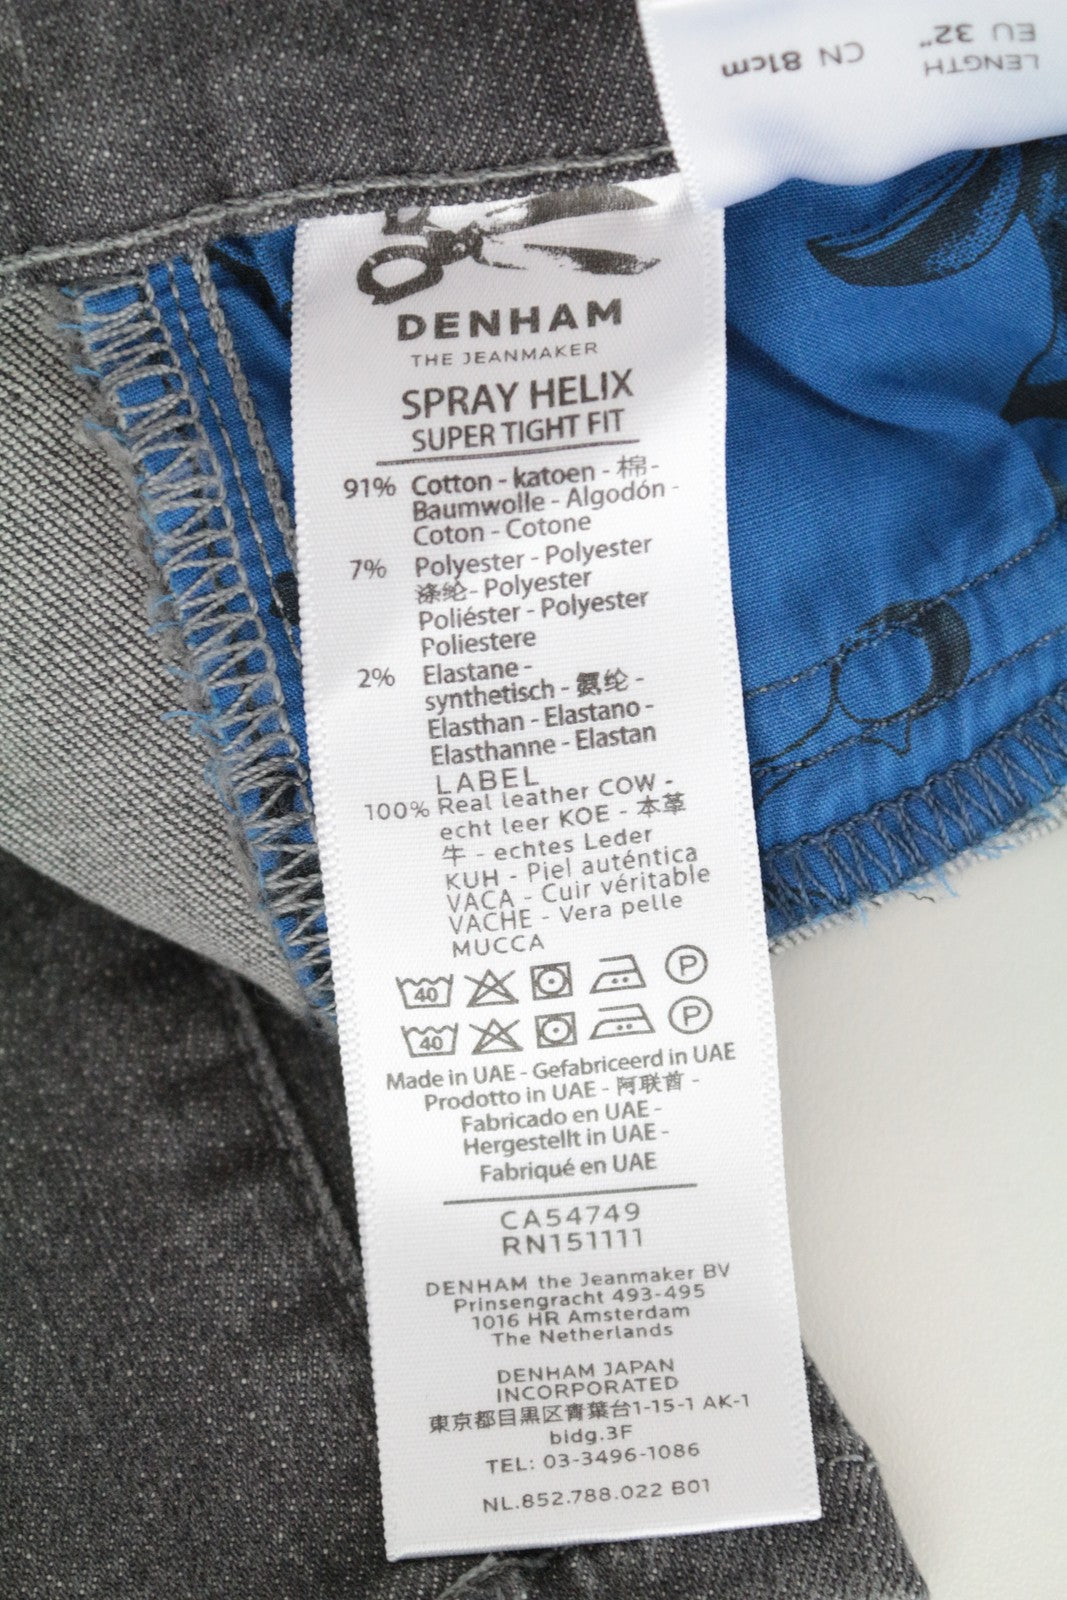 LENGTH
EU 32"
CN 81cm
DENHAM
THE JEANMAKER
SPRAY HELIX
SUPER TIGHT FIT
91% Cotton - katoen - 棉-
Baumwolle - Algodón -
Coton - Cotone
7% Polyester - Polyester
涤纶- Polyester
Poliéster - Polyester
Poliestere
2% Elastane -
synthetisch - 氨纶 -
Elasthan - Elastano -
Elasthanne - Elastan
LABEL
100% Real leather COW -
echt leer KOE - 本革
牛 - echtes Leder
KUH - Piel auténtica
VACA - Cuir véritable
VACHE - Vera pelle
MUCCA
40 P
40 P
Made in UAE - Gefabriceerd in UAE
Prodotto in UAE - 阿联酋 -
Fabricado en UAE -
Hergestellt in UAE -
Fabriqué en UAE
CA54749
RN151111
DENHAM the Jeanmaker BV
Prinsengracht 493-495
1016 HR Amsterdam
The Netherlands
DENHAM JAPAN
INCORPORATED
東京都目黒区青葉台1-15-1 AK-1
bidg.3F
TEL: 03-3496-1086
NL.852.788.022 B01